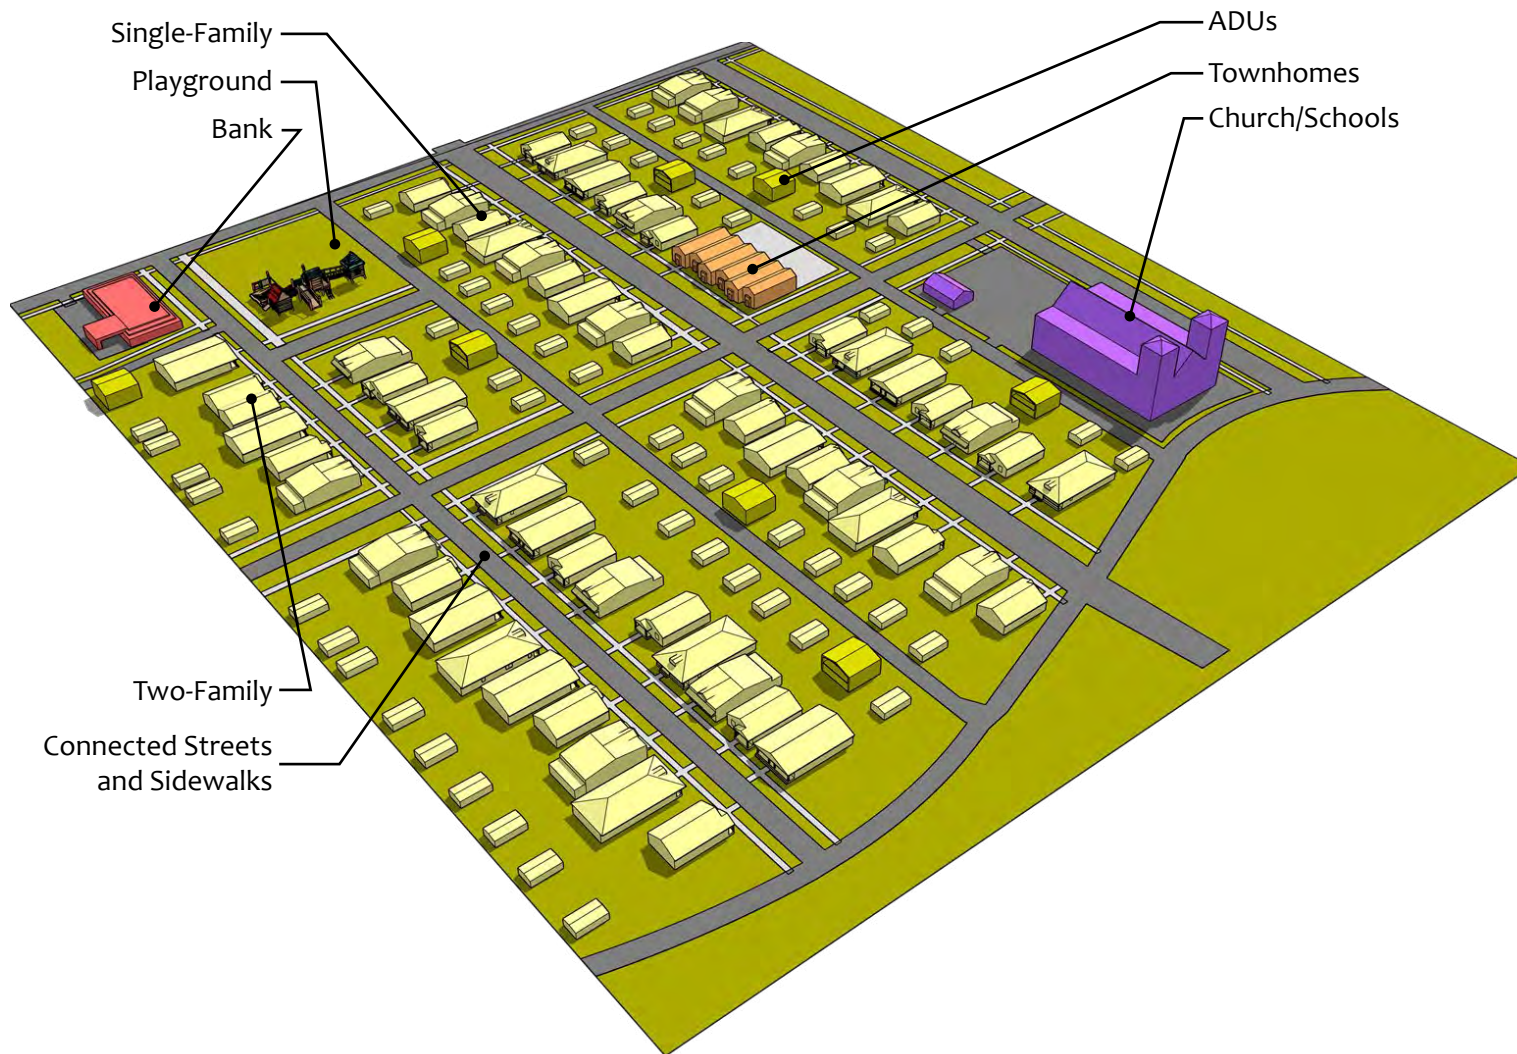 Single-Family
Playground
Bank
ADUs
Townhomes
Church/Schools
Two-Family
Connected Streets
and Sidewalks